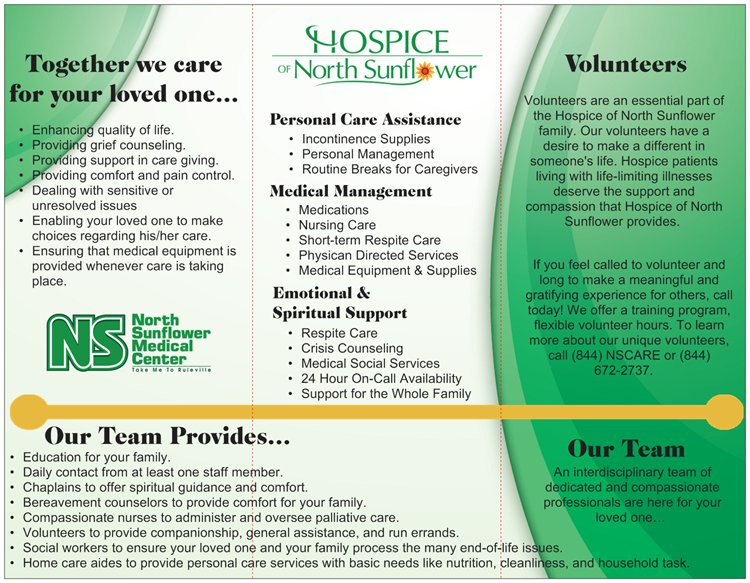 Together we care
for your loved one...
• Enhancing quality of life.
• Providing grief counseling.
• Providing support in care giving.
• Providing comfort and pain control.
• Dealing with sensitive or
unresolved issues
• Enabling your loved one to make
choices regarding his/her care.
• Ensuring that medical equipment is
provided whenever care is taking
place.
NS
North
Sunflower
Medical
Center
Take Me To Ruleville
HOSPICE
OF North Sunflower
Personal Care Assistance
• Incontinence Supplies
• Personal Management
• Routine Breaks for Caregivers
Medical Management
• Medications
• Nursing Care
• Short-term Respite Care
• Physican Directed Services
• Medical Equipment & Supplies
Emotional &
Spiritual Support
• Respite Care
• Crisis Counseling
• Medical Social Services
• 24 Hour On-Call Availability
• Support for the Whole Family
Volunteers
Volunteers are an essential part of
the Hospice of North Sunflower
family. Our volunteers have a
desire to make a different in
someone's life. Hospice patients
living with life-limiting illnesses
deserve the support and
compassion that Hospice of North
Sunflower provides.
If you feel called to volunteer and
long to make a meaningful and
gratifying experience for others, call
today! We offer a training program,
flexible volunteer hours. To learn
more about our unique volunteers,
call (844) NSCARE or (844)
672-2737.
Our Team Provides...
• Education for your family.
• Daily contact from at least one staff member.
• Chaplains to offer spiritual guidance and comfort.
• Bereavement counselors to provide comfort for your family.
• Compassionate nurses to administer and oversee palliative care.
• Volunteers to provide companionship, general assistance, and run errands.
• Social workers to ensure your loved one and your family process the many end-of-life issues.
• Home care aides to provide personal care services with basic needs like nutrition, cleanliness, and household task.
Our Team
An interdisciplinary team of
dedicated and compassionate
professionals are here for your
loved one…